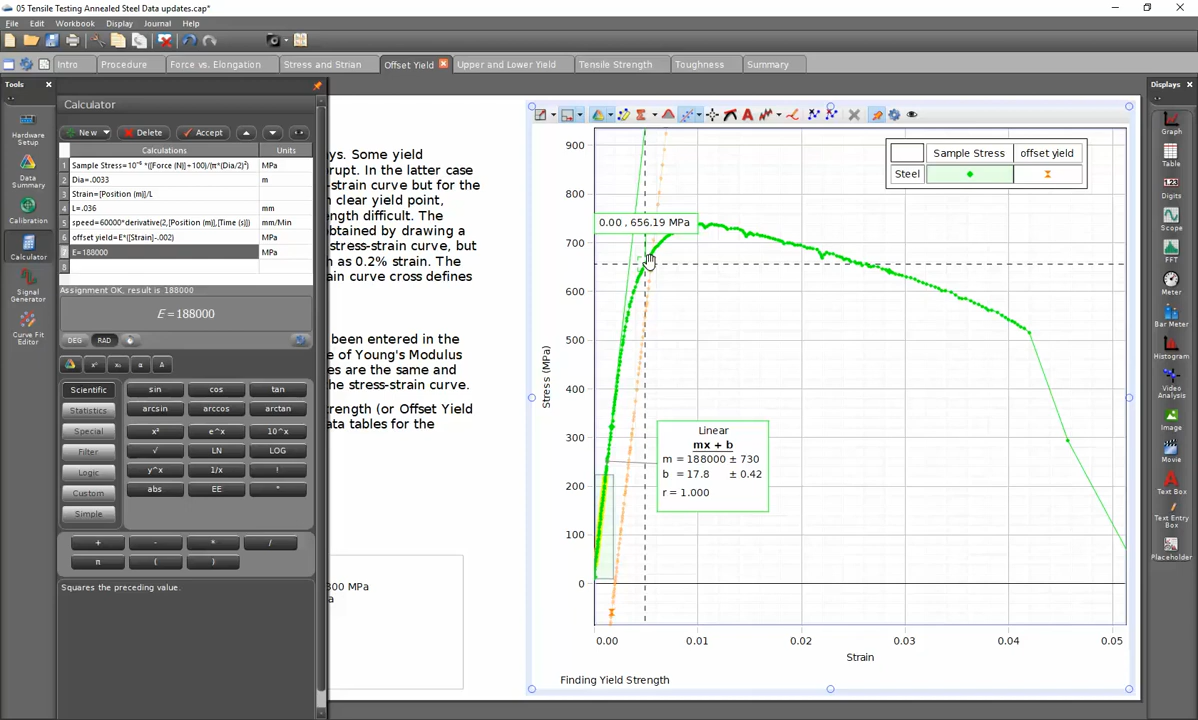 05 Tensile Testing Annealed Steel Data updates.cap*
File Edit Workbook Display Journal Help
Intro Procedure Force vs. Elongation Stress and Strian Offset Yield Upper and Lower Yield Tensile Strength Toughness Summary
Tools
Hardware
Setup
Data
Summary
Calibration
Calculator
Signal
Generator
Curve Fit
Editor
Calculator
New Delete Accept
Calculations Units
1 Sample Stress=10⁻⁶ *([Force (N)]+100)/(π*(Dia/2)²) MPa
2 Dia=.0033 m
3 Strain=[Position (m)]/L
4 L=.036 mm
5 speed=60000*derivative(2,[Position (m)],[Time (s)]) mm/Min
6 offset yield=E*([Strain]-.002) MPa
7 E=188000 MPa
8
Assignment OK, result is 188000
E=188000
DEG RAD
x² x₀ α A
Scientific sin cos tan
Statistics arcsin arccos arctan
Special x² e^x 10^x
Filter √ LN LOG
Logic y^x 1/x !
Custom abs EE "
Simple
+ - * /
π ( )
Squares the preceding value.
ys. Some yield
rupt. In the latter case
-strain curve but for the
n clear yield point,
ength difficult. The
btained by drawing a
stress-strain curve, but
n as 0.2% strain. The
ain curve cross defines
been entered in the
e of Young's Modulus
es are the same and
he stress-strain curve.
trength (or Offset Yield
ata tables for the
300 MPa
a
Sample Stress offset yield
Steel
0.00 , 656.19 MPa
Linear
mx + b
m = 188000 ± 730
b = 17.8 ± 0.42
r = 1.000
Stress (MPa)
900
800
700
600
500
400
300
200
100
0
0.00 0.01 0.02 0.03 0.04 0.05
Strain
Finding Yield Strength
Displays
Graph
Table
1.23
Digits
Scope
FFT
Meter
Bar Meter
Histogram
Video
Analysis
Image
Movie
Text Box
Text Entry
Box
Placeholder